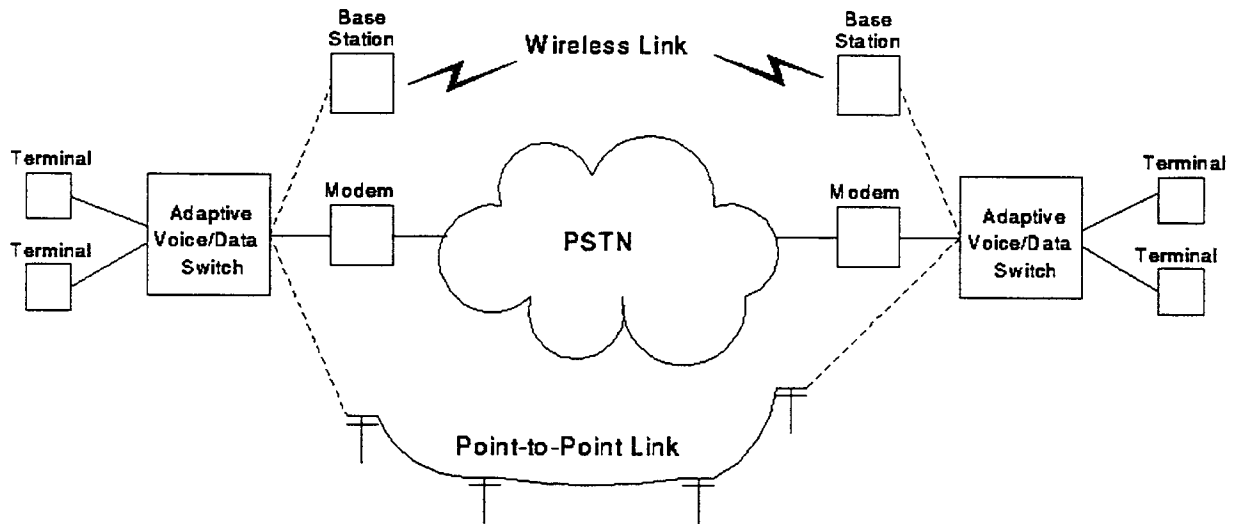 Base
Station
Wireless Link
Base
Station
Terminal
Modem
Modem
Terminal
Adaptive
Voice/Data
Switch
PSTN
Adaptive
Voice/Data
Switch
Terminal
Terminal
Point-to-Point Link